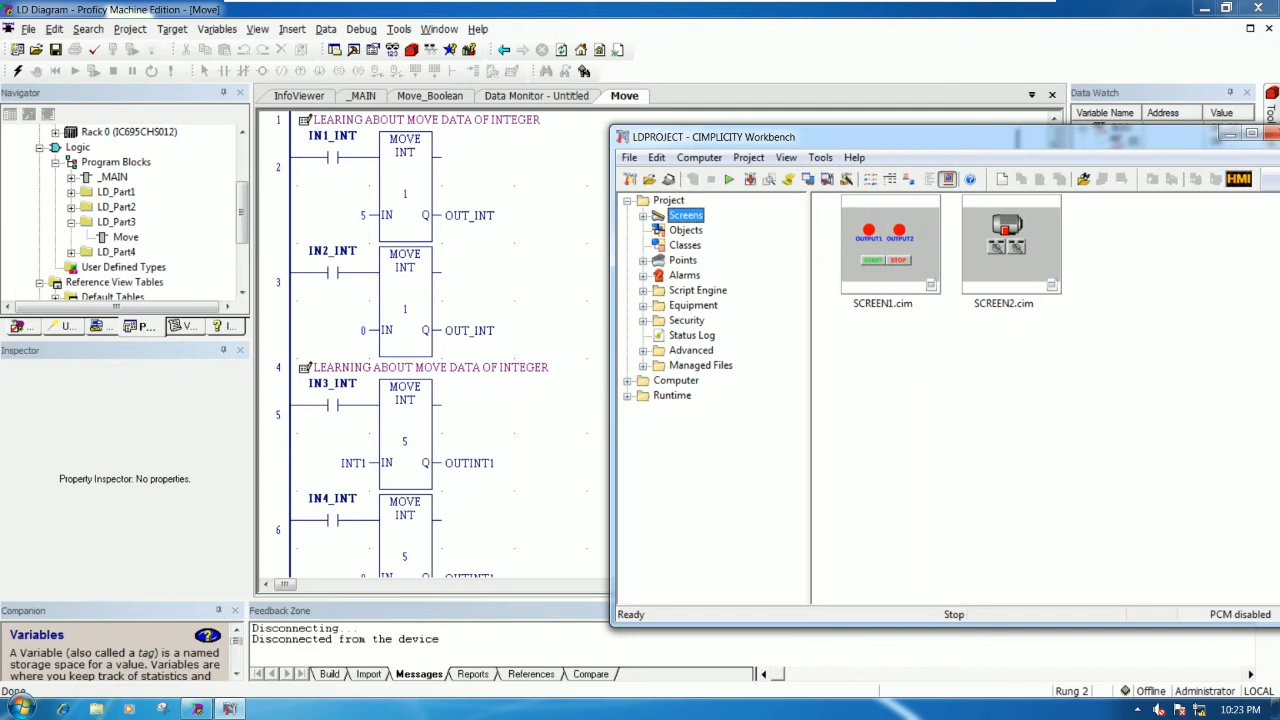 LD Diagram - Proficy Machine Edition - [Move]
File Edit Search Project Target Variables View Insert Data Debug Tools Window Help
Navigator
Rack 0 (IC695CHS012)
Logic
Program Blocks
_MAIN
LD_Part1
LD_Part2
LD_Part3
Move
LD_Part4
User Defined Types
Reference View Tables
Default Tables
U... P... V... I...
Inspector
Property Inspector: No properties.
Companion
Variables
A Variable (also called a tag) is a named
storage space for a value. Variables are
where you keep track of statistics and
InfoViewer _MAIN Move_Boolean Data Monitor - Untitled Move
1 LEARING ABOUT MOVE DATA OF INTEGER
IN1_INT
MOVE
INT
2
1
5 IN Q OUT_INT
IN2_INT
MOVE
INT
3
1
0 IN Q OUT_INT
4 LEARNING ABOUT MOVE DATA OF INTEGER
IN3_INT
MOVE
INT
5
5
INT1 IN Q OUTINT1
IN4_INT
MOVE
INT
6
5
0 IN Q OUTINT1
Feedback Zone
Disconnecting...
Disconnected from the device
Build Import Messages Reports References Compare
Data Watch
Variable Name Address Value
LDPROJECT - CIMPLICITY Workbench
File Edit Computer Project View Tools Help
HMI
Project
Screens
Objects
Classes
Points
Alarms
Script Engine
Equipment
Security
Status Log
Advanced
Managed Files
Computer
Runtime
OUTPUT1 OUTPUT2
START STOP
SCREEN1.cim SCREEN2.cim
Ready Stop PCM disabled
Done
Rung 2 Offline Administrator LOCAL
10:23 PM